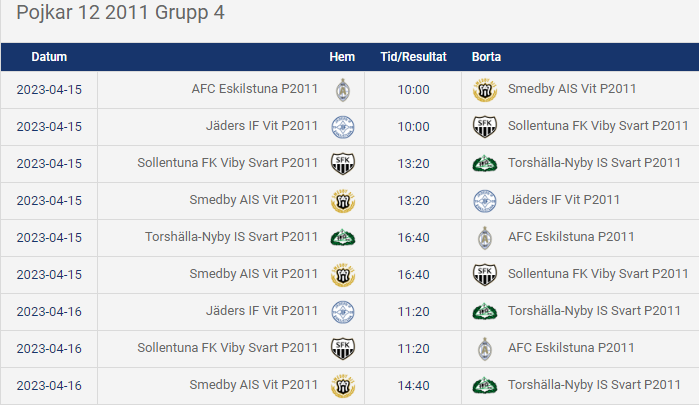 Pojkar 12 2011 Grupp 4
Datum Hem Tid/Resultat Borta
2023-04-15 AFC Eskilstuna P2011 10:00 Smedby AIS Vit P2011
2023-04-15 Jäders IF Vit P2011 10:00 Sollentuna FK Viby Svart P2011
2023-04-15 Sollentuna FK Viby Svart P2011 SFK 13:20 Torshälla-Nyby IS Svart P2011
2023-04-15 Smedby AIS Vit P2011 13:20 Jäders IF Vit P2011
2023-04-15 Torshälla-Nyby IS Svart P2011 16:40 AFC Eskilstuna P2011
2023-04-15 Smedby AIS Vit P2011 16:40 SFK Sollentuna FK Viby Svart P2011
2023-04-16 Jäders IF Vit P2011 11:20 Torshälla-Nyby IS Svart P2011
2023-04-16 Sollentuna FK Viby Svart P2011 SFK 11:20 AFC Eskilstuna P2011
2023-04-16 Smedby AIS Vit P2011 14:40 Torshälla-Nyby IS Svart P2011